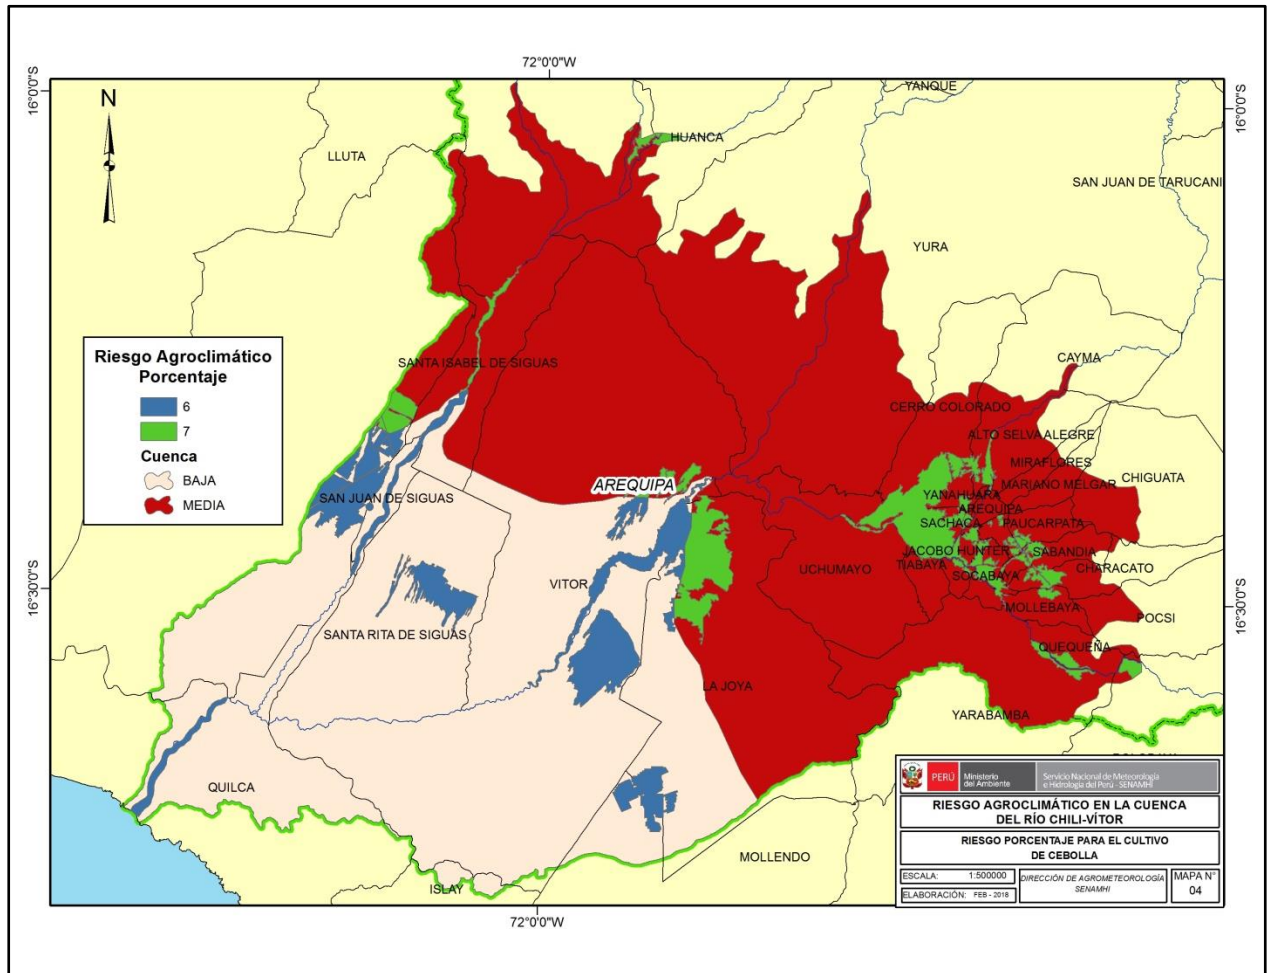 72°0'0"W
16°0'0"S
16°0'0"S
N
YANQUE
HUANCA
LLUTA
SAN JUAN DE TARUCANI
YURA
Riesgo Agroclimático
Porcentaje
6
7
Cuenca
BAJA
MEDIA
SANTA ISABEL DE SIGUAS
CAYMA
CERRO COLORADO
ALTO SELVA ALEGRE
MIRAFLORES
CHIGUATA
MARIANO MELGAR
AREQUIPA
SAN JUAN DE SIGUAS
YANAHUARA
AREQUIPA
SACHACA
PAUCARPATA
JACOBO HUNTER
SABANDIA
TIABAYA
CHARACATO
UCHUMAYO
SOCABAYA
VITOR
16°30'0"S
16°30'0"S
MOLLEBAYA
POCSI
SANTA RITA DE SIGUAS
QUEQUEÑA
LA JOYA
YARABAMBA
QUILCA
MOLLENDO
ISLAY
PERÚ
Ministerio
del Ambiente
Servicio Nacional de Meteorología
e Hidrología del Perú - SENAMHI
RIESGO AGROCLIMÁTICO EN LA CUENCA
DEL RÍO CHILI-VÍTOR
RIESGO PORCENTAJE PARA EL CULTIVO
DE CEBOLLA
ESCALA: 1:500000
DIRECCIÓN DE AGROMETEOROLOGÍA
SENAMHI
MAPA N°
04
ELABORACIÓN: FEB - 2018
72°0'0"W